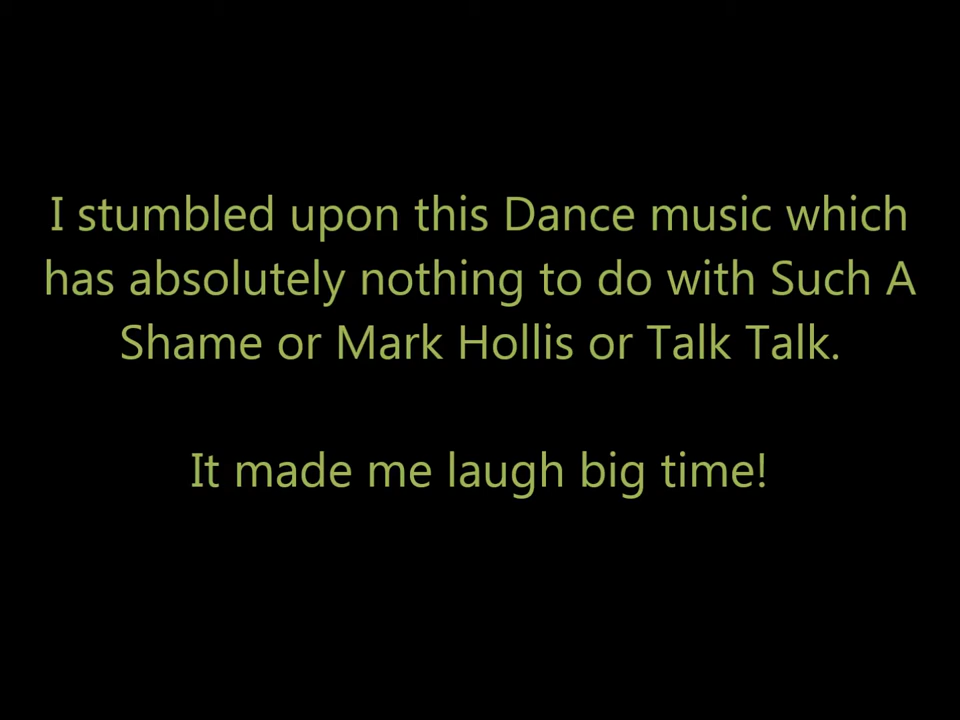 I stumbled upon this Dance music which
has absolutely nothing to do with Such A
Shame or Mark Hollis or Talk Talk.
It made me laugh big time!